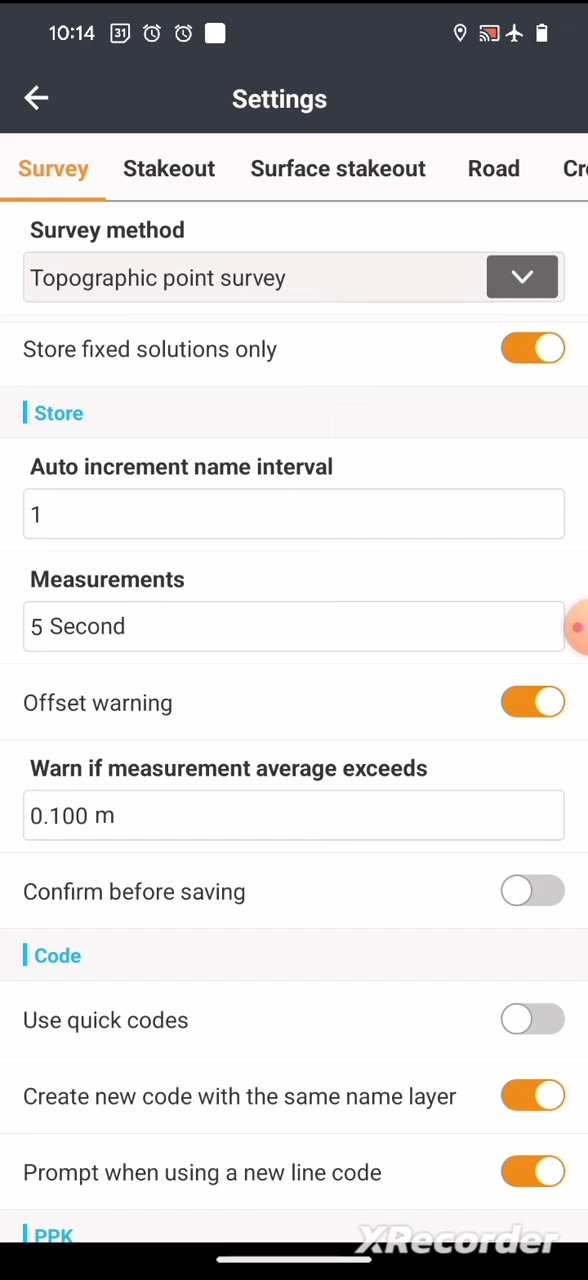 10:14 31
Settings
Survey Stakeout Surface stakeout Road Cr
Survey method
Topographic point survey
Store fixed solutions only
Store
Auto increment name interval
1
Measurements
5 Second
Offset warning
Warn if measurement average exceeds
0.100 m
Confirm before saving
Code
Use quick codes
Create new code with the same name layer
Prompt when using a new line code
PPK
XRecorder